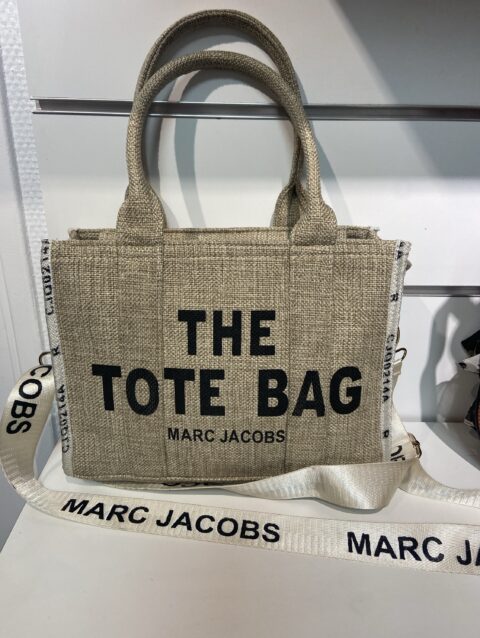 THE
TOTE BAG
MARC JACOBS
COBS
MARC JACOBS
MARC JA